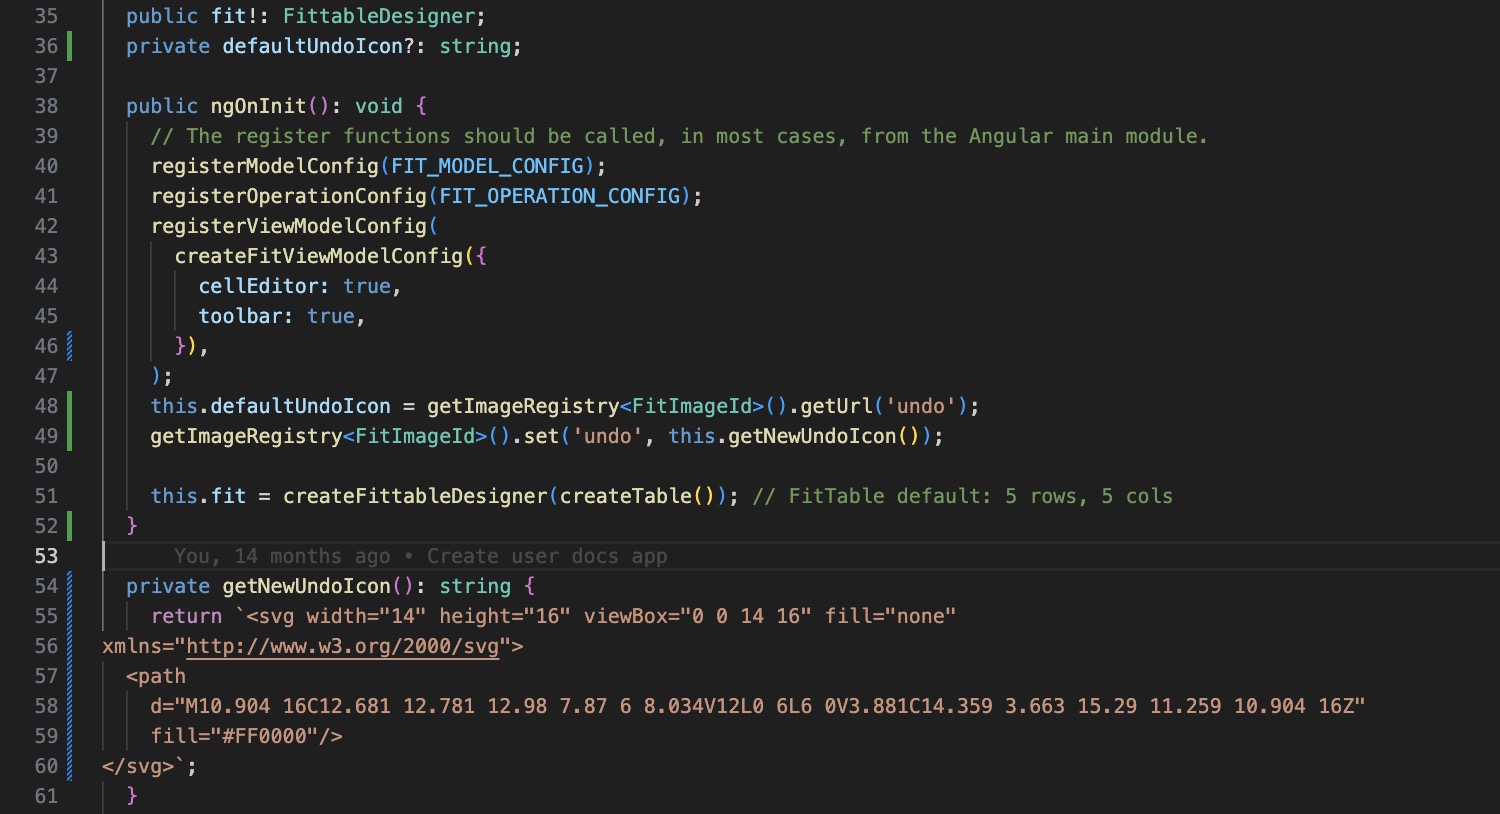 35 public fit!: FittableDesigner;
36 private defaultUndoIcon?: string;
37
38 public ngOnInit(): void {
39 // The register functions should be called, in most cases, from the Angular main module.
40 registerModelConfig(FIT_MODEL_CONFIG);
41 registerOperationConfig(FIT_OPERATION_CONFIG);
42 registerViewModelConfig(
43 createFitViewModelConfig({
44 cellEditor: true,
45 toolbar: true,
46 }),
47 );
48 this.defaultUndoIcon = getImageRegistry<FitImageId>().getUrl('undo');
49 getImageRegistry<FitImageId>().set('undo', this.getNewUndoIcon());
50
51 this.fit = createFittableDesigner(createTable()); // FitTable default: 5 rows, 5 cols
52 }
53 You, 14 months ago • Create user docs app
54 private getNewUndoIcon(): string {
55 return `<svg width="14" height="16" viewBox="0 0 14 16" fill="none"
56 xmlns="http://www.w3.org/2000/svg">
57 <path
58 d="M10.904 16C12.681 12.781 12.98 7.87 6 8.034V12L0 6L6 0V3.881C14.359 3.663 15.29 11.259 10.904 16Z"
59 fill="#FF0000"/>
60 </svg>`;
61 }